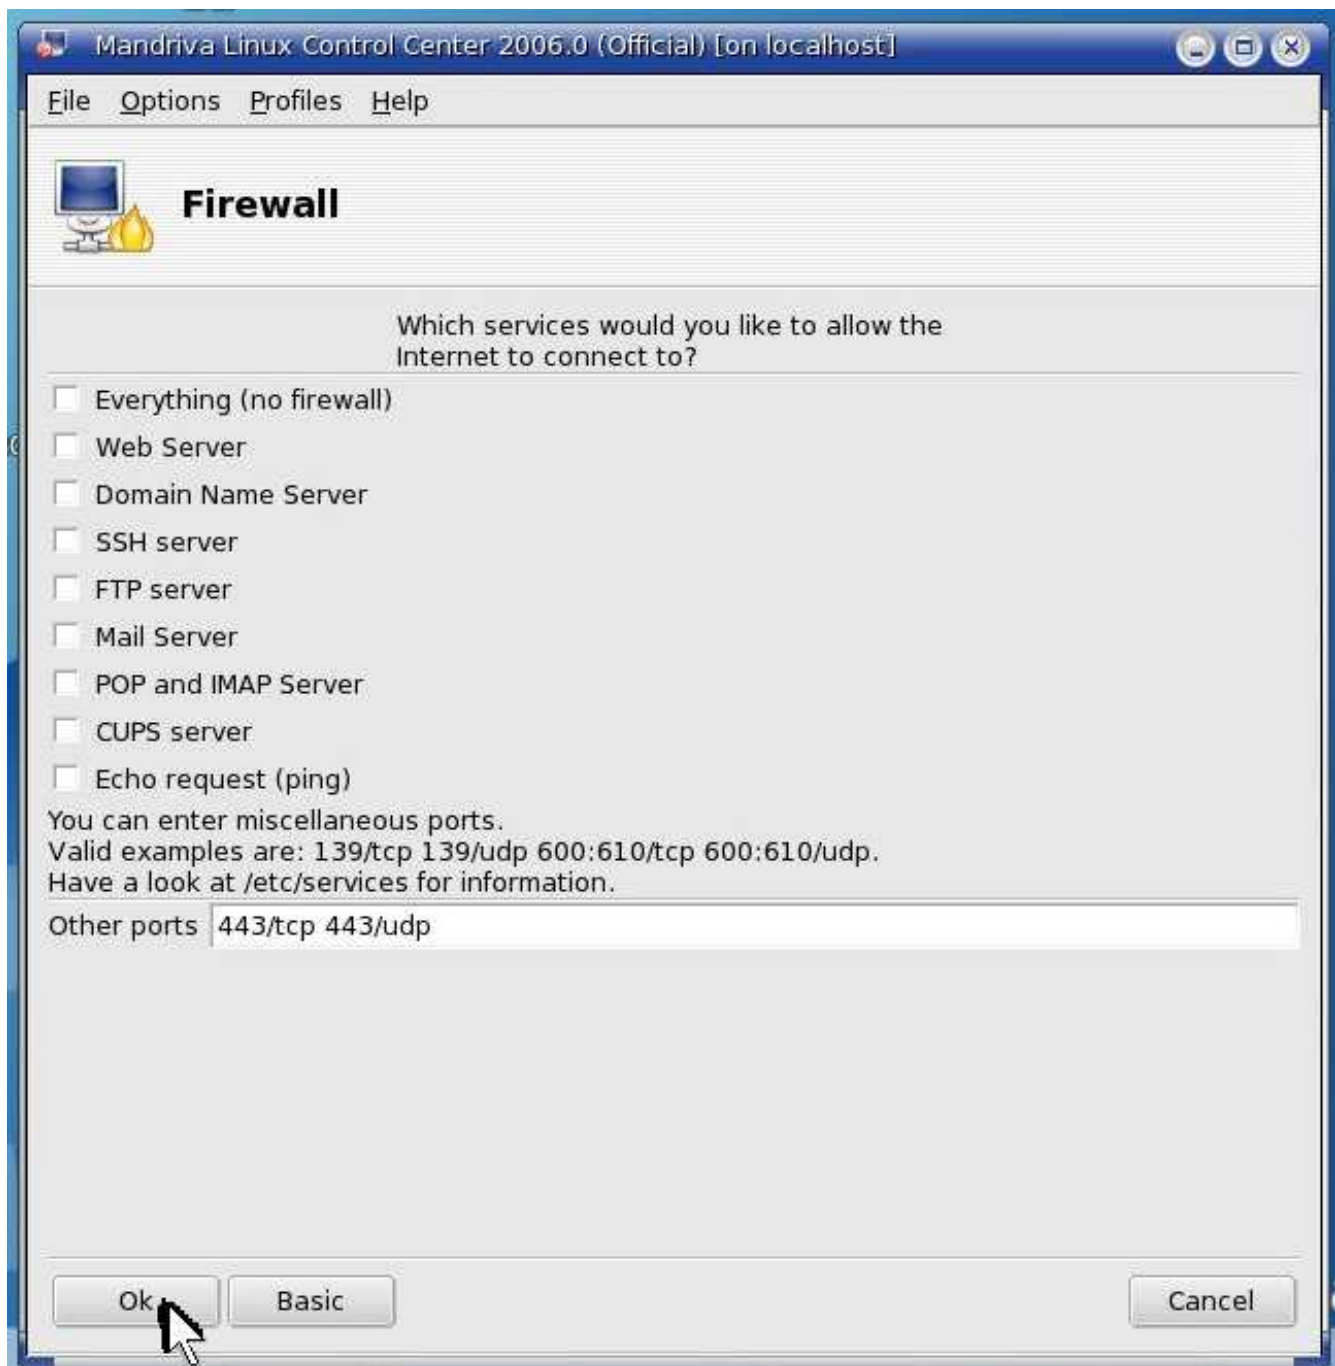 Mandriva Linux Control Center 2006.0 (Official) [on localhost]
File Options Profiles Help
Firewall
Which services would you like to allow the
Internet to connect to?
Everything (no firewall)
Web Server
Domain Name Server
SSH server
FTP server
Mail Server
POP and IMAP Server
CUPS server
Echo request (ping)
You can enter miscellaneous ports.
Valid examples are: 139/tcp 139/udp 600:610/tcp 600:610/udp.
Have a look at /etc/services for information.
Other ports 443/tcp 443/udp
Ok Basic Cancel